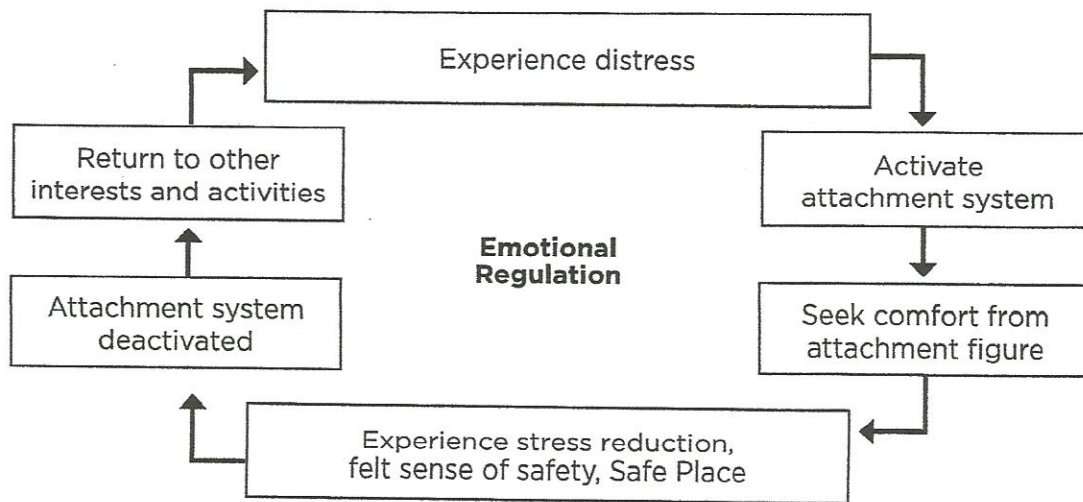 Experience distress
Activate
attachment system
Seek comfort from
attachment figure
Experience stress reduction,
felt sense of safety, Safe Place
Attachment system
deactivated
Return to other
interests and activities
Emotional
Regulation